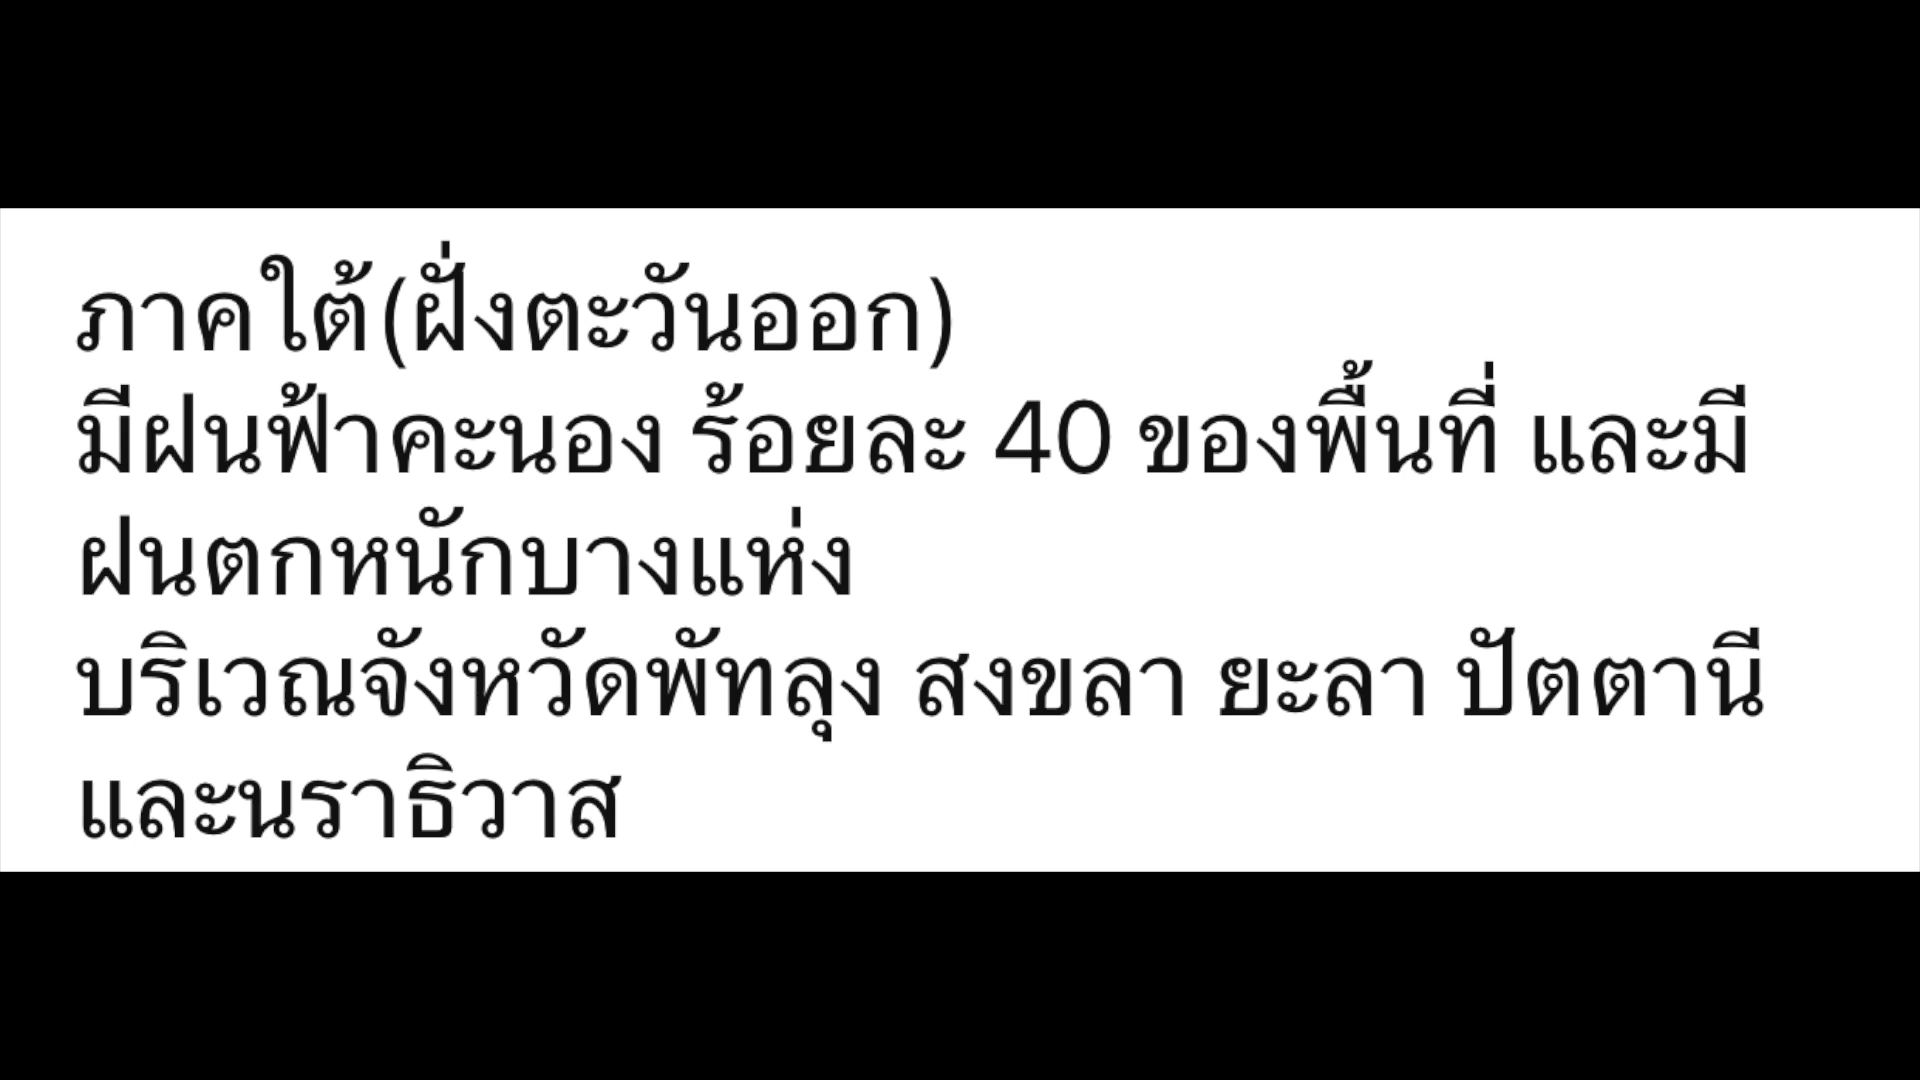 ภาคใต้(ฝั่งตะวันออก)
มีฝนฟ้าคะนอง ร้อยละ 40 ของพื้นที่ และมี
ฝนตกหนักบางแห่ง
บริเวณจังหวัดพัทลุง สงขลา ยะลา ปัตตานี
และนราธิวาส